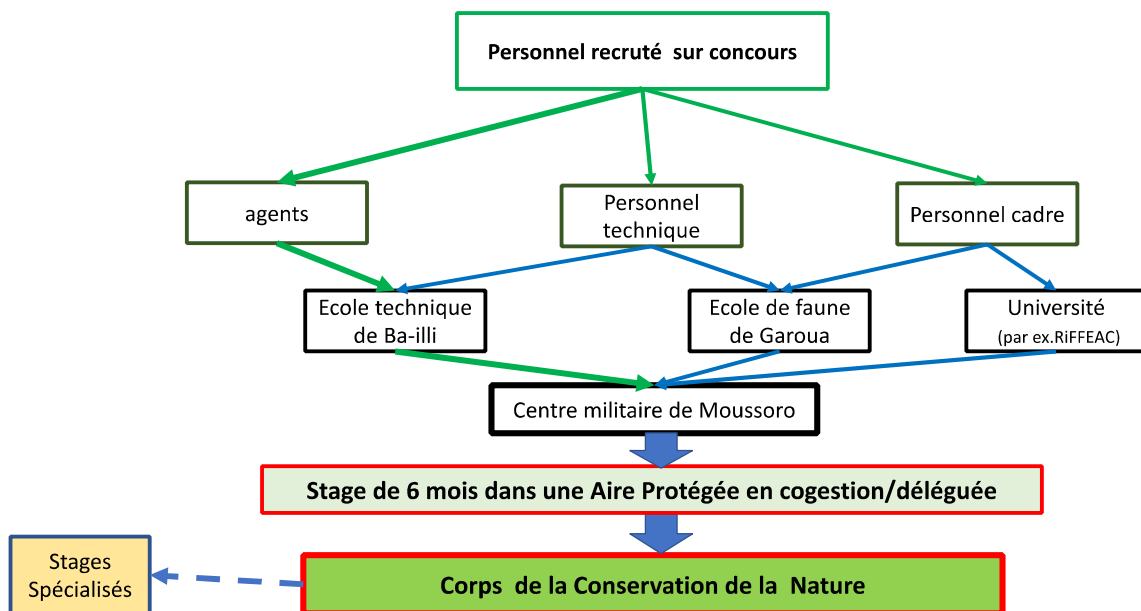 Personnel recruté sur concours
agents
Personnel
technique
Personnel cadre
Ecole technique
de Ba-illi
Ecole de faune
de Garoua
Université
(par ex.RiFFEAC)
Centre militaire de Moussoro
Stage de 6 mois dans une Aire Protégée en cogestion/déléguée
Stages
Spécialisés
Corps de la Conservation de la Nature